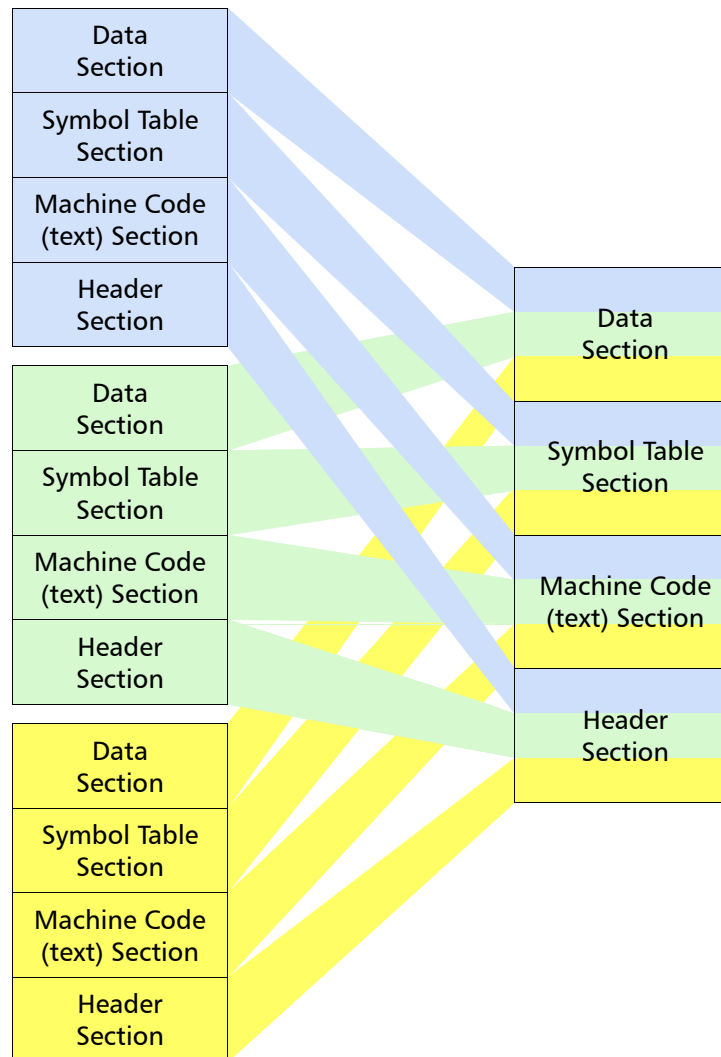 Data
Section
Symbol Table
Section
Machine Code
(text) Section
Header
Section
Data
Section
Symbol Table
Section
Machine Code
(text) Section
Header
Section
Data
Section
Symbol Table
Section
Machine Code
(text) Section
Header
Section
Data
Section
Symbol Table
Section
Machine Code
(text) Section
Header
Section